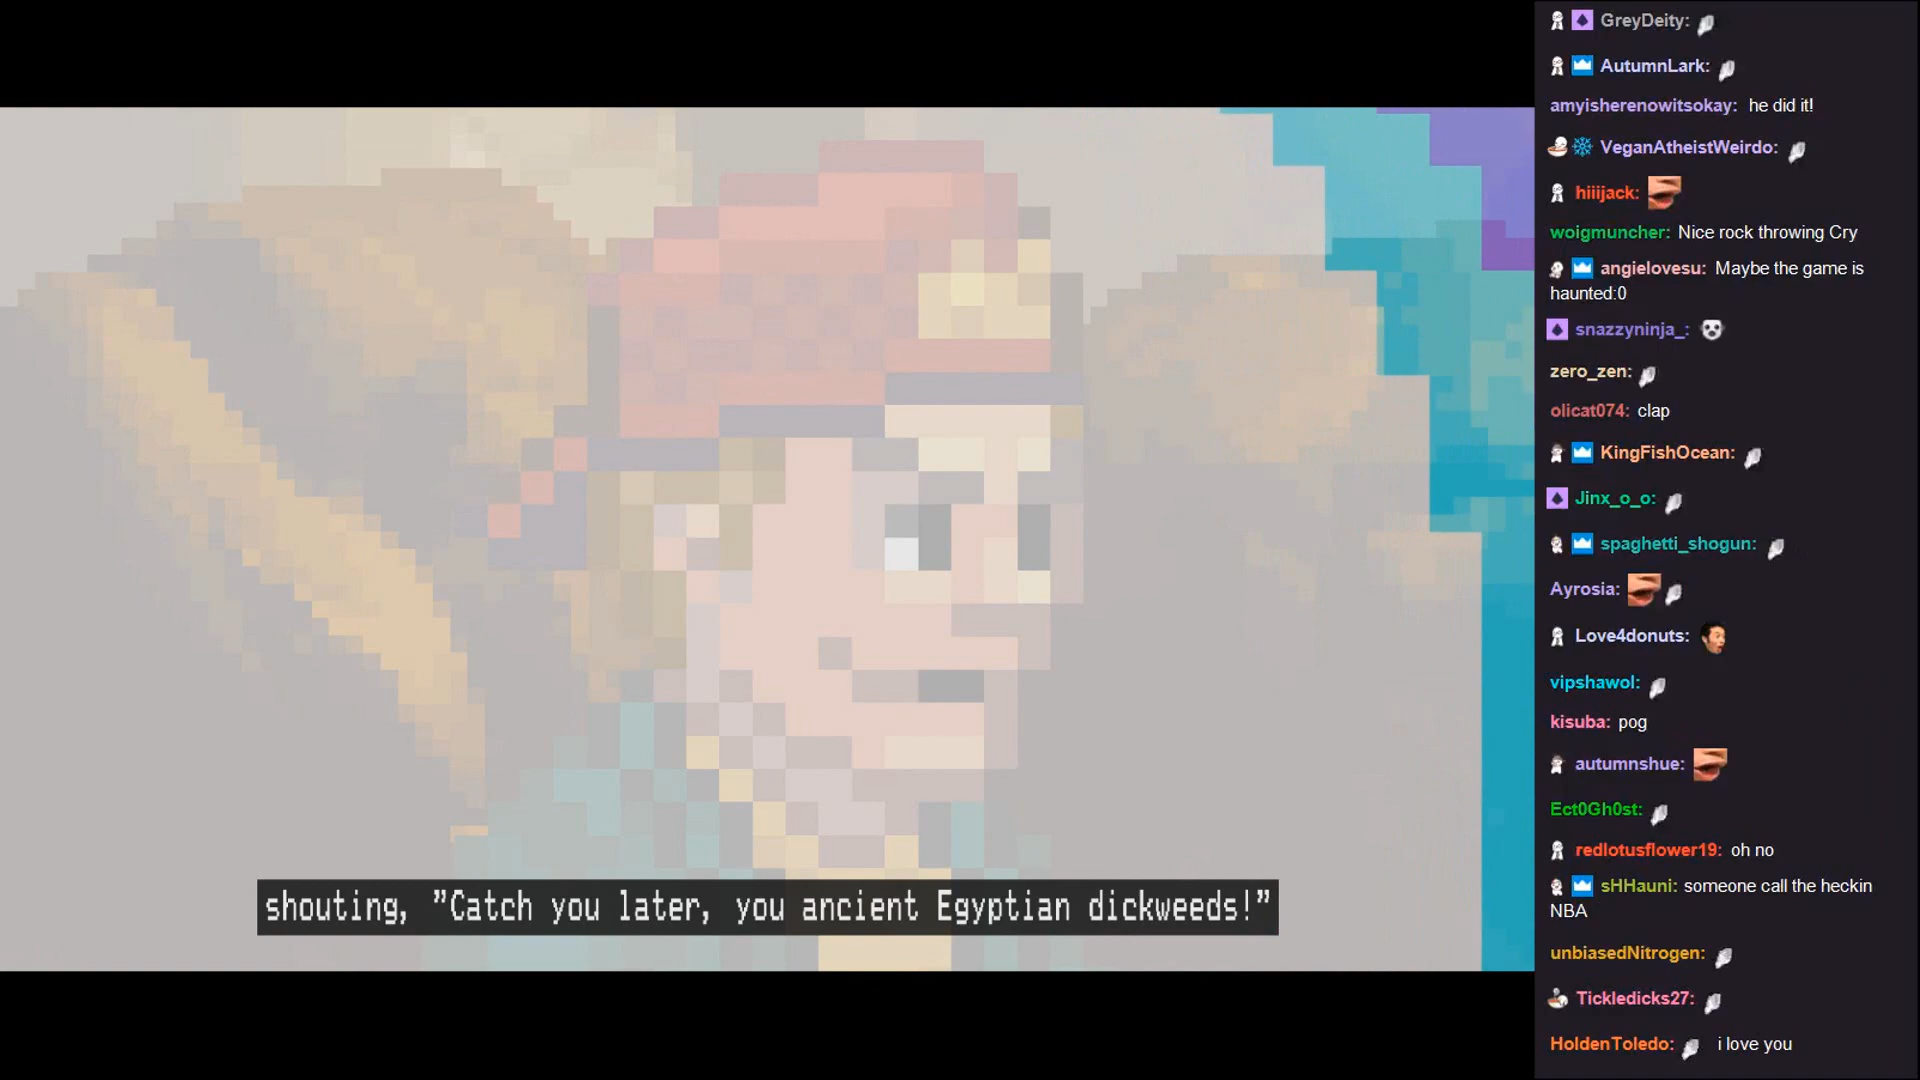 shouting, "Catch you later, you ancient Egyptian dickweeds!"
GreyDeity:
AutumnLark:
amyisherenowitsokay: he did it!
VeganAtheistWeirdo:
hiiijack:
woigmuncher: Nice rock throwing Cry
angielovesu: Maybe the game is
haunted:0
snazzyninja_:
zero_zen:
olicat074: clap
KingFishOcean:
Jinx_o_o:
spaghetti_shogun:
Ayrosia:
Love4donuts:
vipshawol:
kisuba: pog
autumnshue:
Ect0Gh0st:
redlotusflower19: oh no
sHHauni: someone call the heckin
NBA
unbiasedNitrogen:
Tickledicks27:
HoldenToledo: i love you